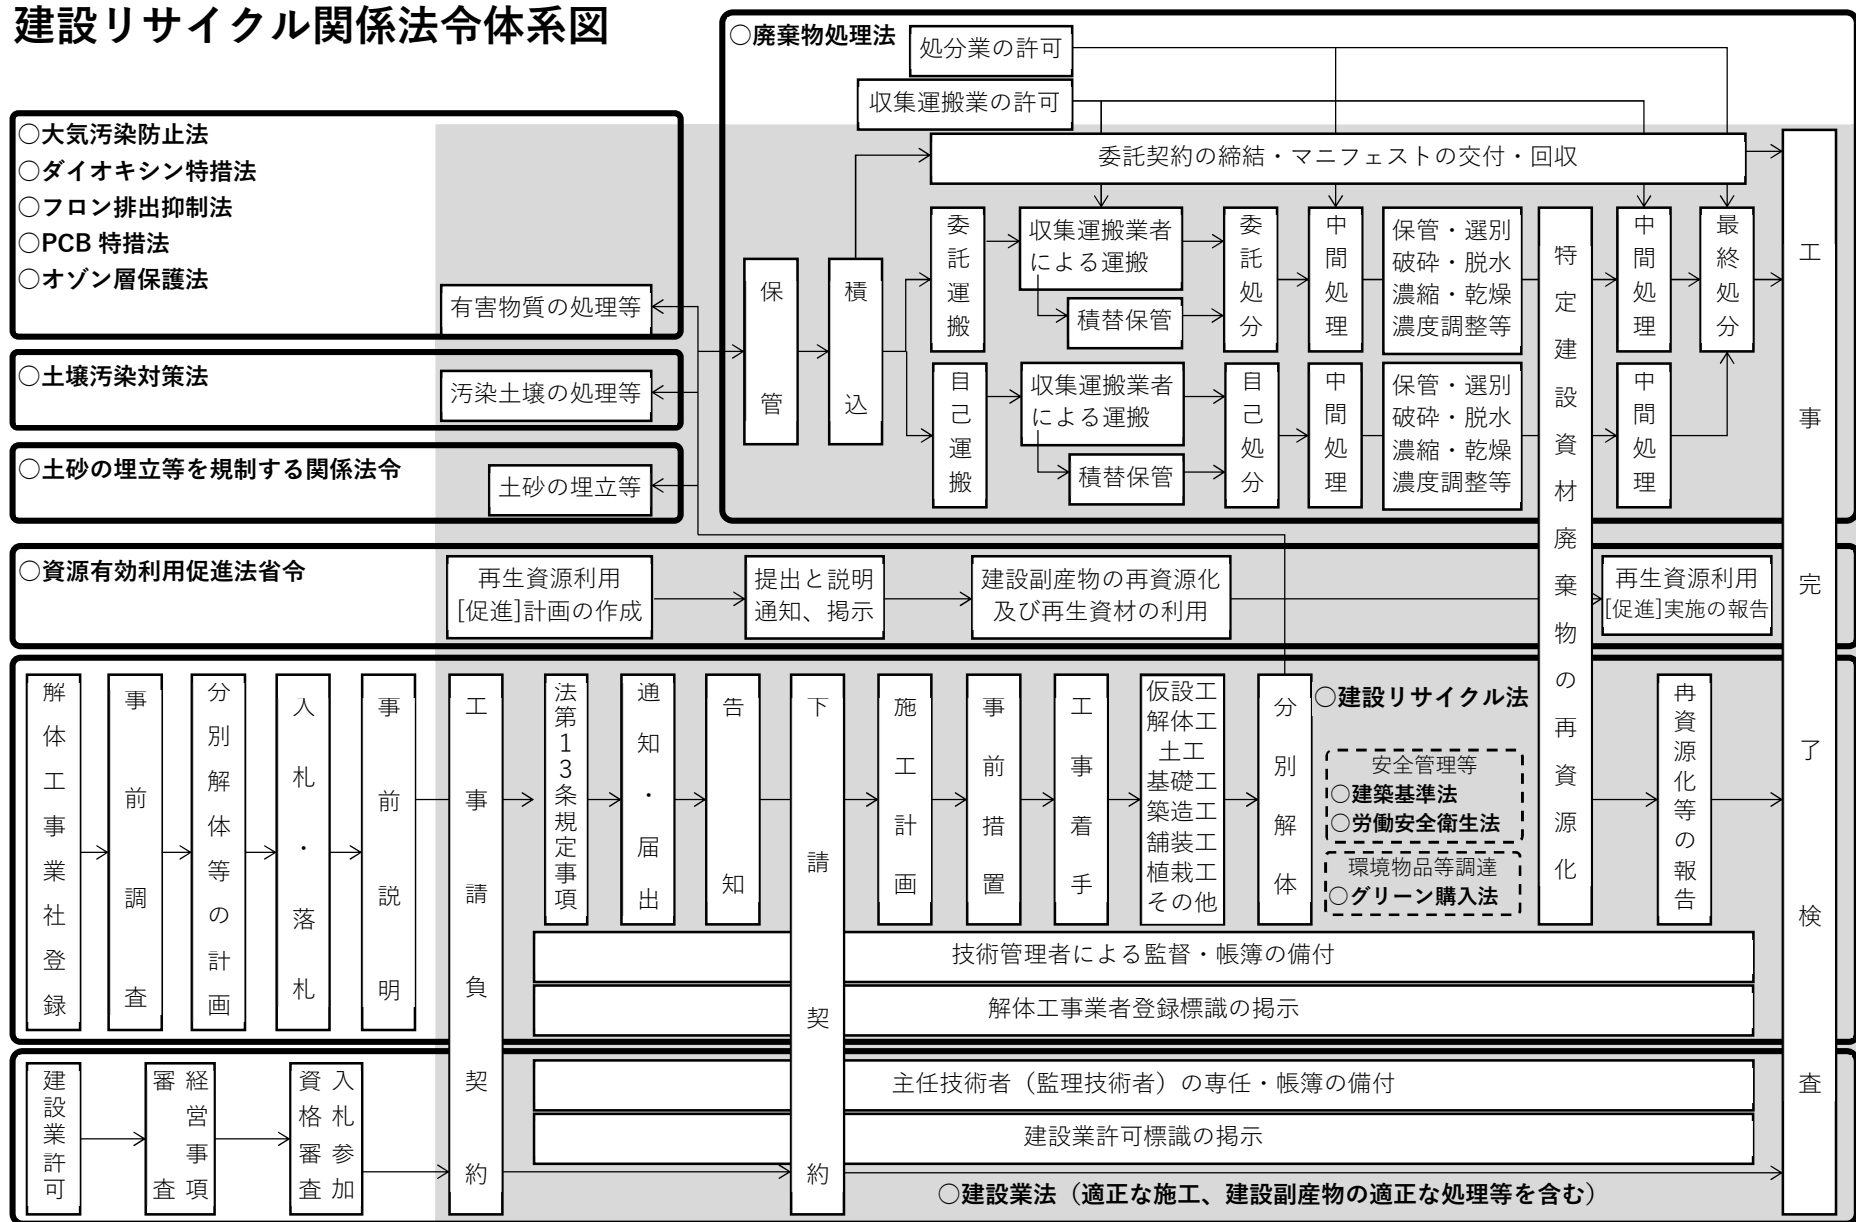 建設リサイクル関係法令体系図
○廃棄物処理法
処分業の許可
収集運搬業の許可
委託契約の締結・マニフェストの交付・回収
○大気汚染防止法
○ダイオキシン特措法
○フロン排出抑制法
○PCB 特措法
○オゾン層保護法
有害物質の処理等
○土壌汚染対策法
汚染土壌の処理等
○土砂の埋立等を規制する関係法令
土砂の埋立等
保管
積込
委託運搬
収集運搬業者
による運搬
積替保管
委託処分
中間処理
保管・選別
破砕・脱水
濃縮・乾燥
濃度調整等
自己運搬
収集運搬業者
による運搬
積替保管
自己処分
中間処理
保管・選別
破砕・脱水
濃縮・乾燥
濃度調整等
特定建設資材廃棄物の再資源化
中間処理
中間処理
最終処分
工事完了検査
○資源有効利用促進法省令
再生資源利用
[促進]計画の作成
提出と説明
通知、掲示
建設副産物の再資源化
及び再生資材の利用
再生資源利用
[促進]実施の報告
解体工事業社登録
事前調査
分別解体等の計画
入札・落札
事前説明
工事請負契約
法第13条規定事項
通知・届出
告知
下請契約
施工計画
事前措置
工事着手
仮設工
解体工
土工
基礎工
築造工
舗装工
植栽工
その他
分別解体
○建設リサイクル法
安全管理等
○建築基準法
○労働安全衛生法
環境物品等調達
○グリーン購入法
再資源化等の報告
技術管理者による監督・帳簿の備付
解体工事業者登録標識の掲示
建設業許可
経営事項
審査
入札参加
資格審査
主任技術者（監理技術者）の専任・帳簿の備付
建設業許可標識の掲示
○建設業法（適正な施工、建設副産物の適正な処理等を含む）